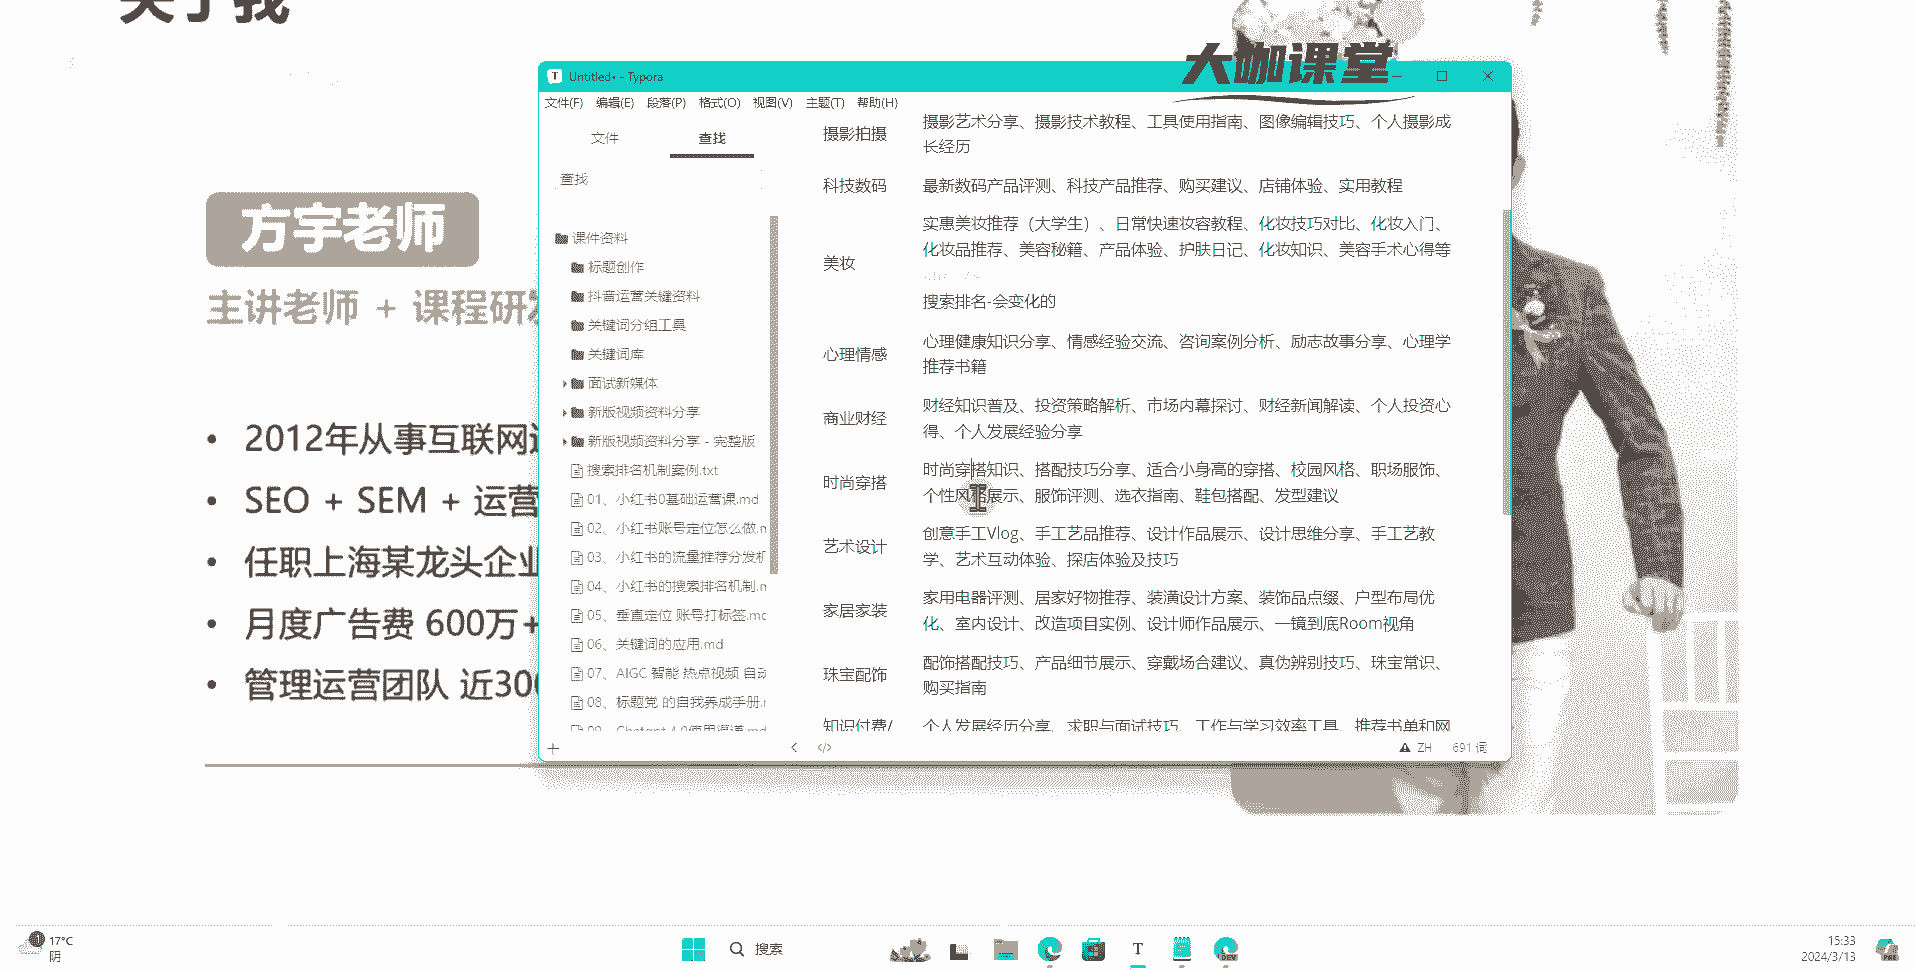 关于我
大咖课堂
Untitled• - Typora
文件(F) 编辑(E) 段落(P) 格式(O) 视图(V) 主题(T) 帮助(H)
文件 查找
查找
课件资料
标题创作
抖音运营关键资料
关键词分组工具
关键词库
面试新媒体
新版视频资料分享
新版视频资料分享 - 完整版
搜索排名机制案例.txt
01、小红书0基础运营课.md
02、小红书账号定位怎么做.m
03、小红书的流量推荐分发机
04、小红书的搜索排名机制.m
05、垂直定位 账号打标签.mc
06、关键词的应用.md
07、AIGC 智能 热点视频 自动
08、标题党 的自我养成手册.r
摄影拍摄
摄影艺术分享、摄影技术教程、工具使用指南、图像编辑技巧、个人摄影成
长经历
科技数码
最新数码产品评测、科技产品推荐、购买建议、店铺体验、实用教程
美妆
实惠美妆推荐（大学生）、日常快速妆容教程、化妆技巧对比、化妆入门、
化妆品推荐、美容秘籍、产品体验、护肤日记、化妆知识、美容手术心得等
搜索排名-会变化的
心理情感
心理健康知识分享、情感经验交流、咨询案例分析、励志故事分享、心理学
推荐书籍
商业财经
财经知识普及、投资策略解析、市场内幕探讨、财经新闻解读、个人投资心
得、个人发展经验分享
时尚穿搭
时尚穿搭知识、搭配技巧分享、适合小身高的穿搭、校园风格、职场服饰、
个性风格展示、服饰评测、选衣指南、鞋包搭配、发型建议
艺术设计
创意手工Vlog、手工艺品推荐、设计作品展示、设计思维分享、手工艺教
学、艺术互动体验、探店体验及技巧
家居家装
家用电器评测、居家好物推荐、装潢设计方案、装饰品点缀、户型布局优
化、室内设计、改造项目实例、设计师作品展示、一镜到底Room视角
珠宝配饰
配饰搭配技巧、产品细节展示、穿戴场合建议、真伪辨别技巧、珠宝常识、
购买指南
知识付费/
个人发展经历分享、求职与面试技巧、工作与学习效率工具、推荐书单和网
ZH 691 词
方宇老师
主讲老师 + 课程研发
2012年从事互联网
SEO + SEM + 运营
任职上海某龙头企业
月度广告费 600万+
管理运营团队 近300
1
17°C
阴
搜索
15:33
2024/3/13